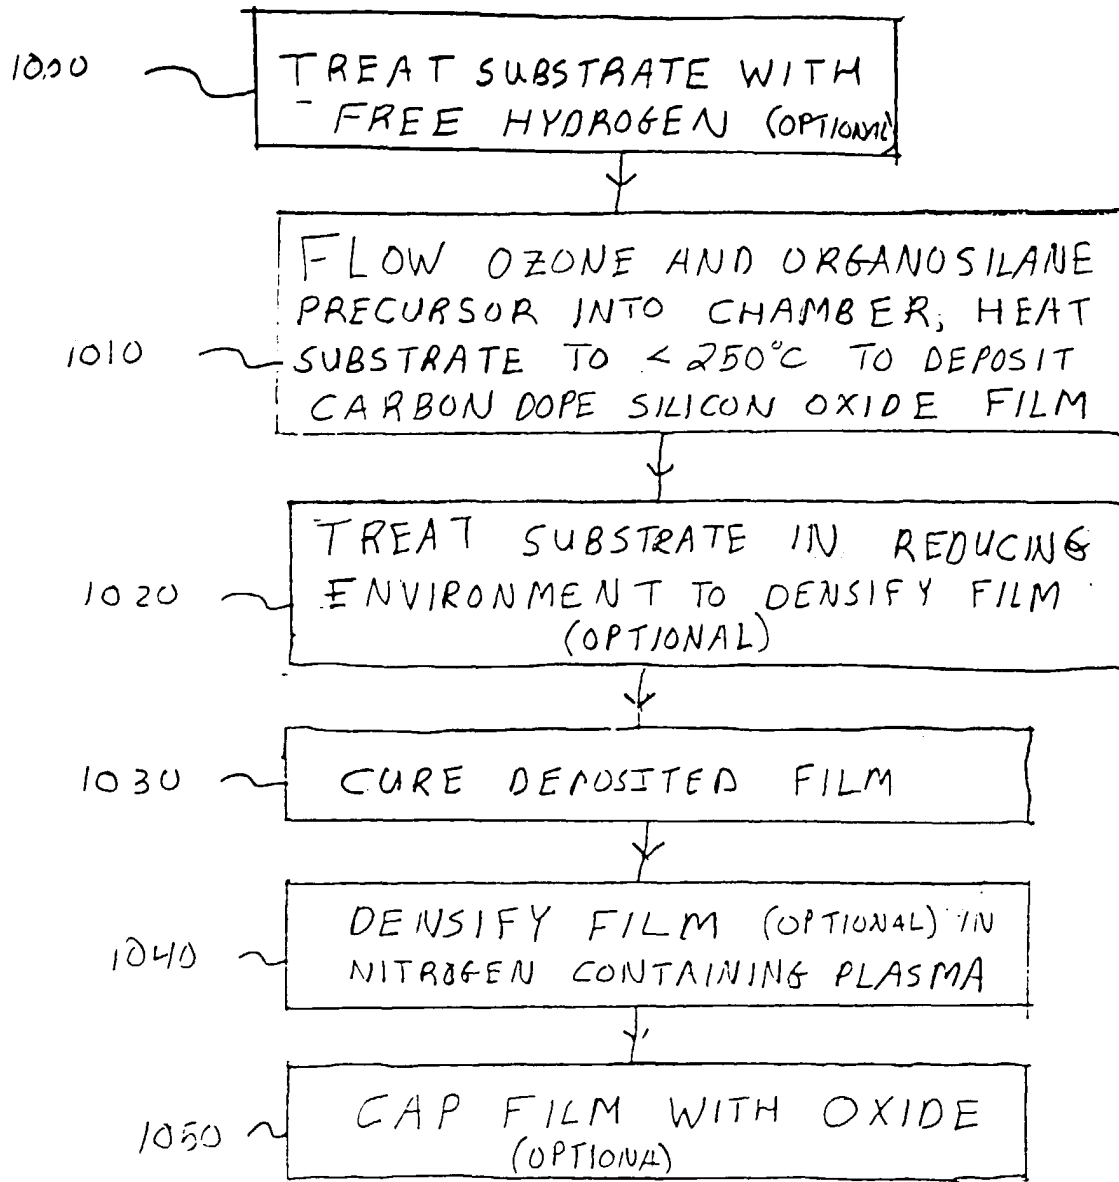 1000
TREAT SUBSTRATE WITH
FREE HYDROGEN (OPTIONAL)
1010
FLOW OZONE AND ORGANOSILANE
PRECURSOR INTO CHAMBER, HEAT
SUBSTRATE TO < 250°C TO DEPOSIT
CARBON DOPE SILICON OXIDE FILM
1020
TREAT SUBSTRATE IN REDUCING
ENVIRONMENT TO DENSIFY FILM
(OPTIONAL)
1030
CURE DEPOSITED FILM
1040
DENSIFY FILM (OPTIONAL) IN
NITROGEN CONTAINING PLASMA
1050
CAP FILM WITH OXIDE
(OPTIONAL)